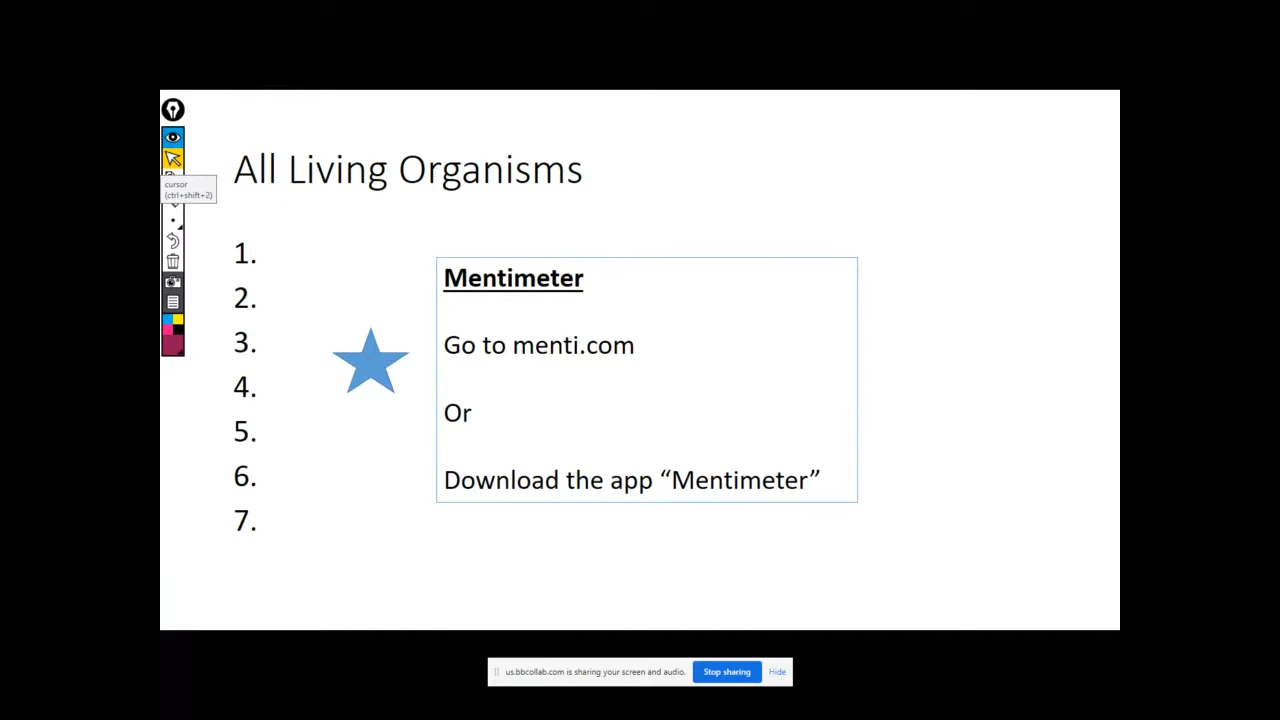 cursor
(ctrl+shift+2)
All Living Organisms
1.
2.
3.
4.
5.
6.
7.
Mentimeter
Go to menti.com
Or
Download the app “Mentimeter”
us.bbcollab.com is sharing your screen and audio.
Stop sharing
Hide